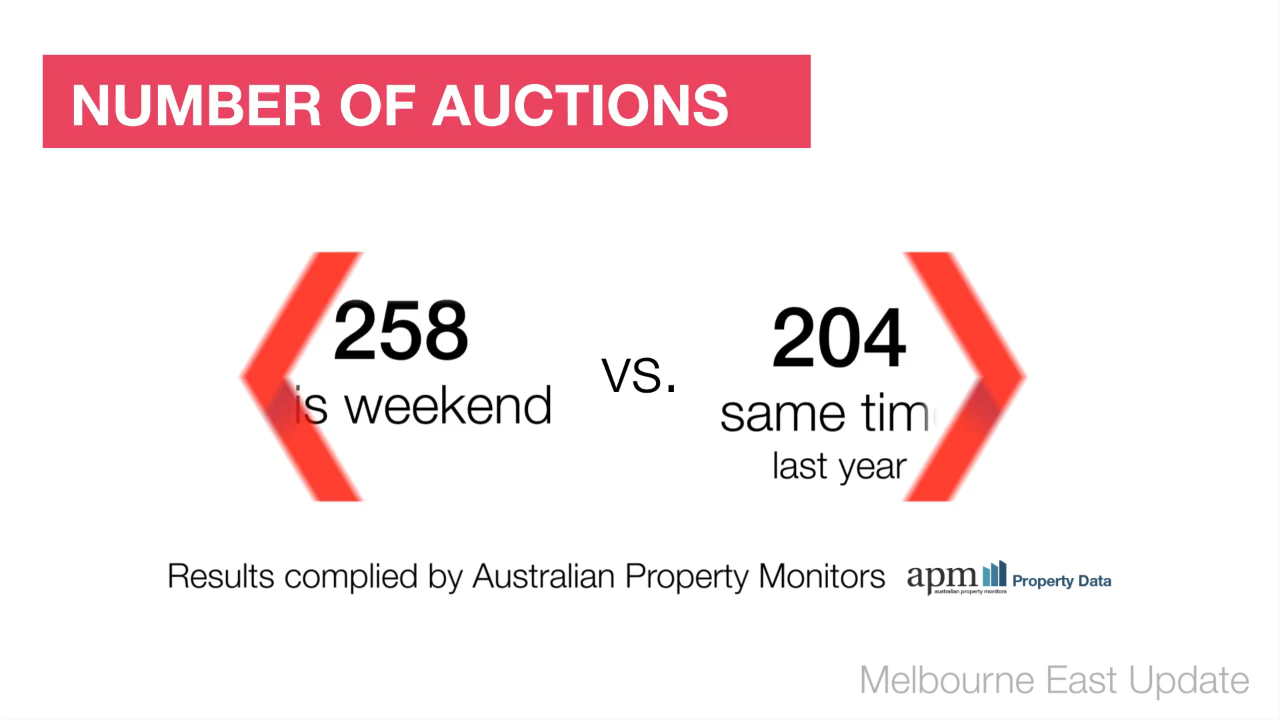 NUMBER OF AUCTIONS
258
is weekend
vs.
204
same tim
last year
Results complied by Australian Property Monitors
apm Property Data
australian property monitors
Melbourne East Update